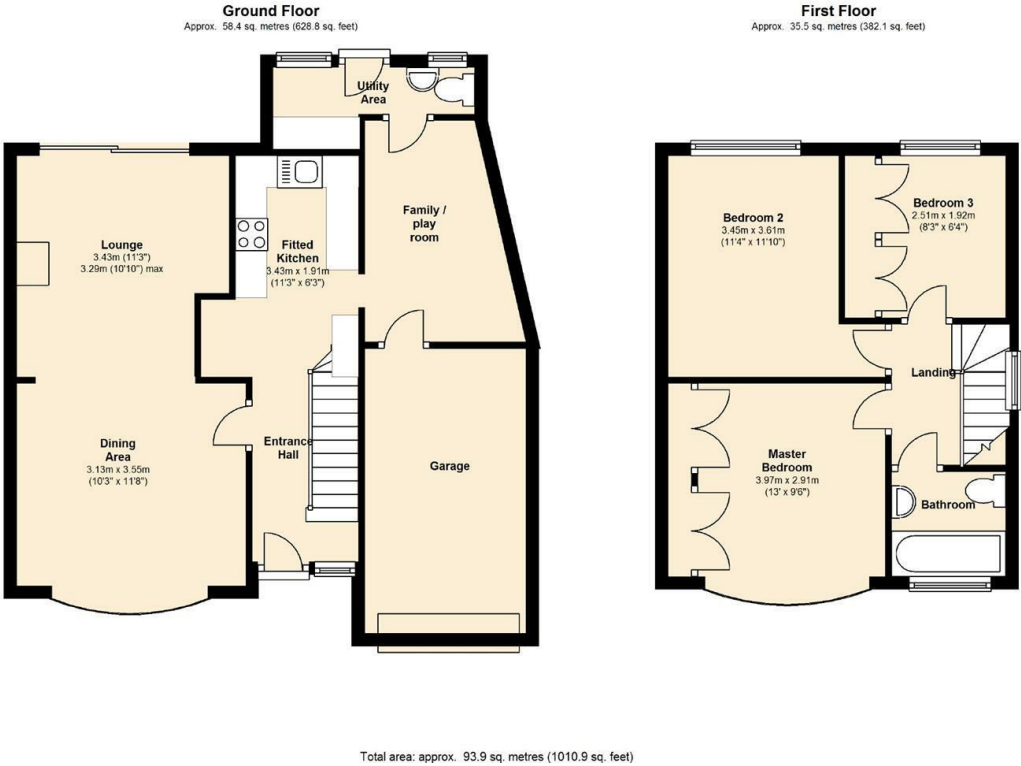 Ground Floor
Approx. 58.4 sq. metres (628.8 sq. feet)
Utility
Area
Family /
play
room
Lounge
3.43m (11'3")
3.29m (10'10") max
Fitted
Kitchen
3.43m x 1.91m
(11'3" x 6'3")
Dining
Area
3.13m x 3.55m
(10'3" x 11'8")
Entrance
Hall
Garage
First Floor
Approx. 35.5 sq. metres (382.1 sq. feet)
Bedroom 2
3.45m x 3.61m
(11'4" x 11'10")
Bedroom 3
2.51m x 1.92m
(8'3" x 6'4")
Landing
Master
Bedroom
3.97m x 2.91m
(13' x 9'6")
Bathroom
Total area: approx. 93.9 sq. metres (1010.9 sq. feet)